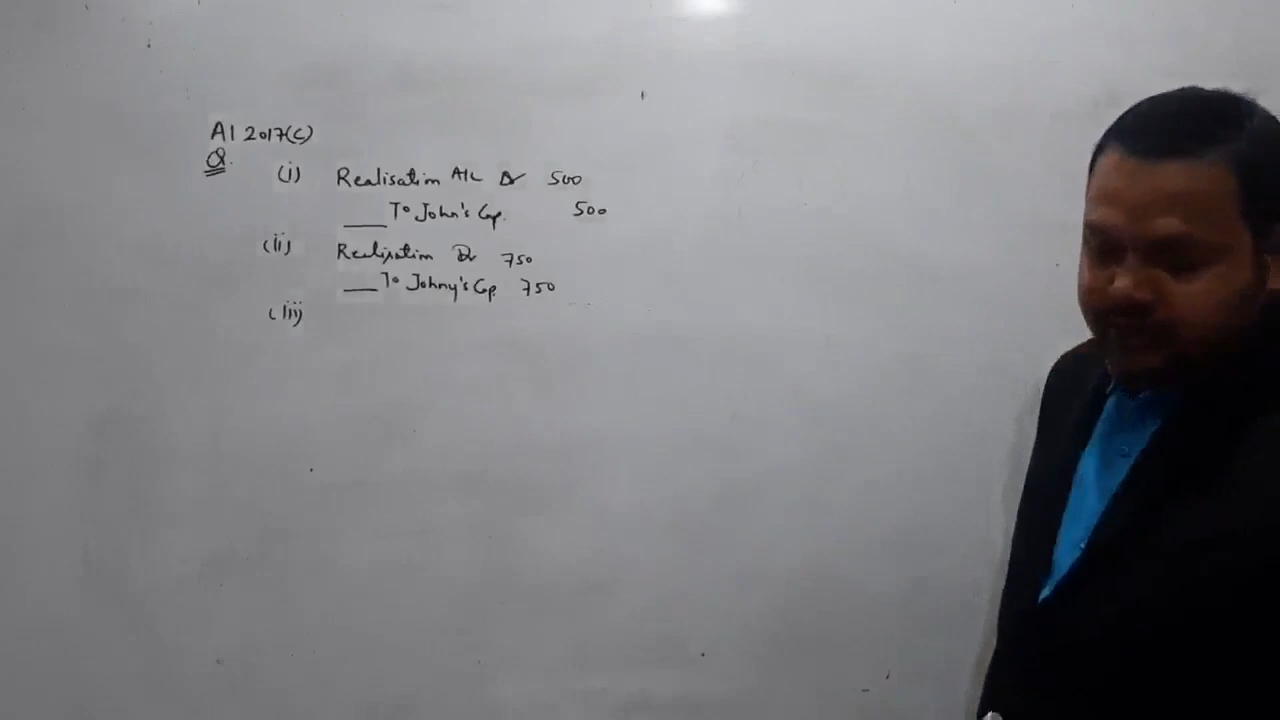 AI 2017(C)
Q.
(i) Realisation A/c Dr 500
To John's Cap. 500
(ii) Realisation Dr 750
To Johny's Cap. 750
(iii)